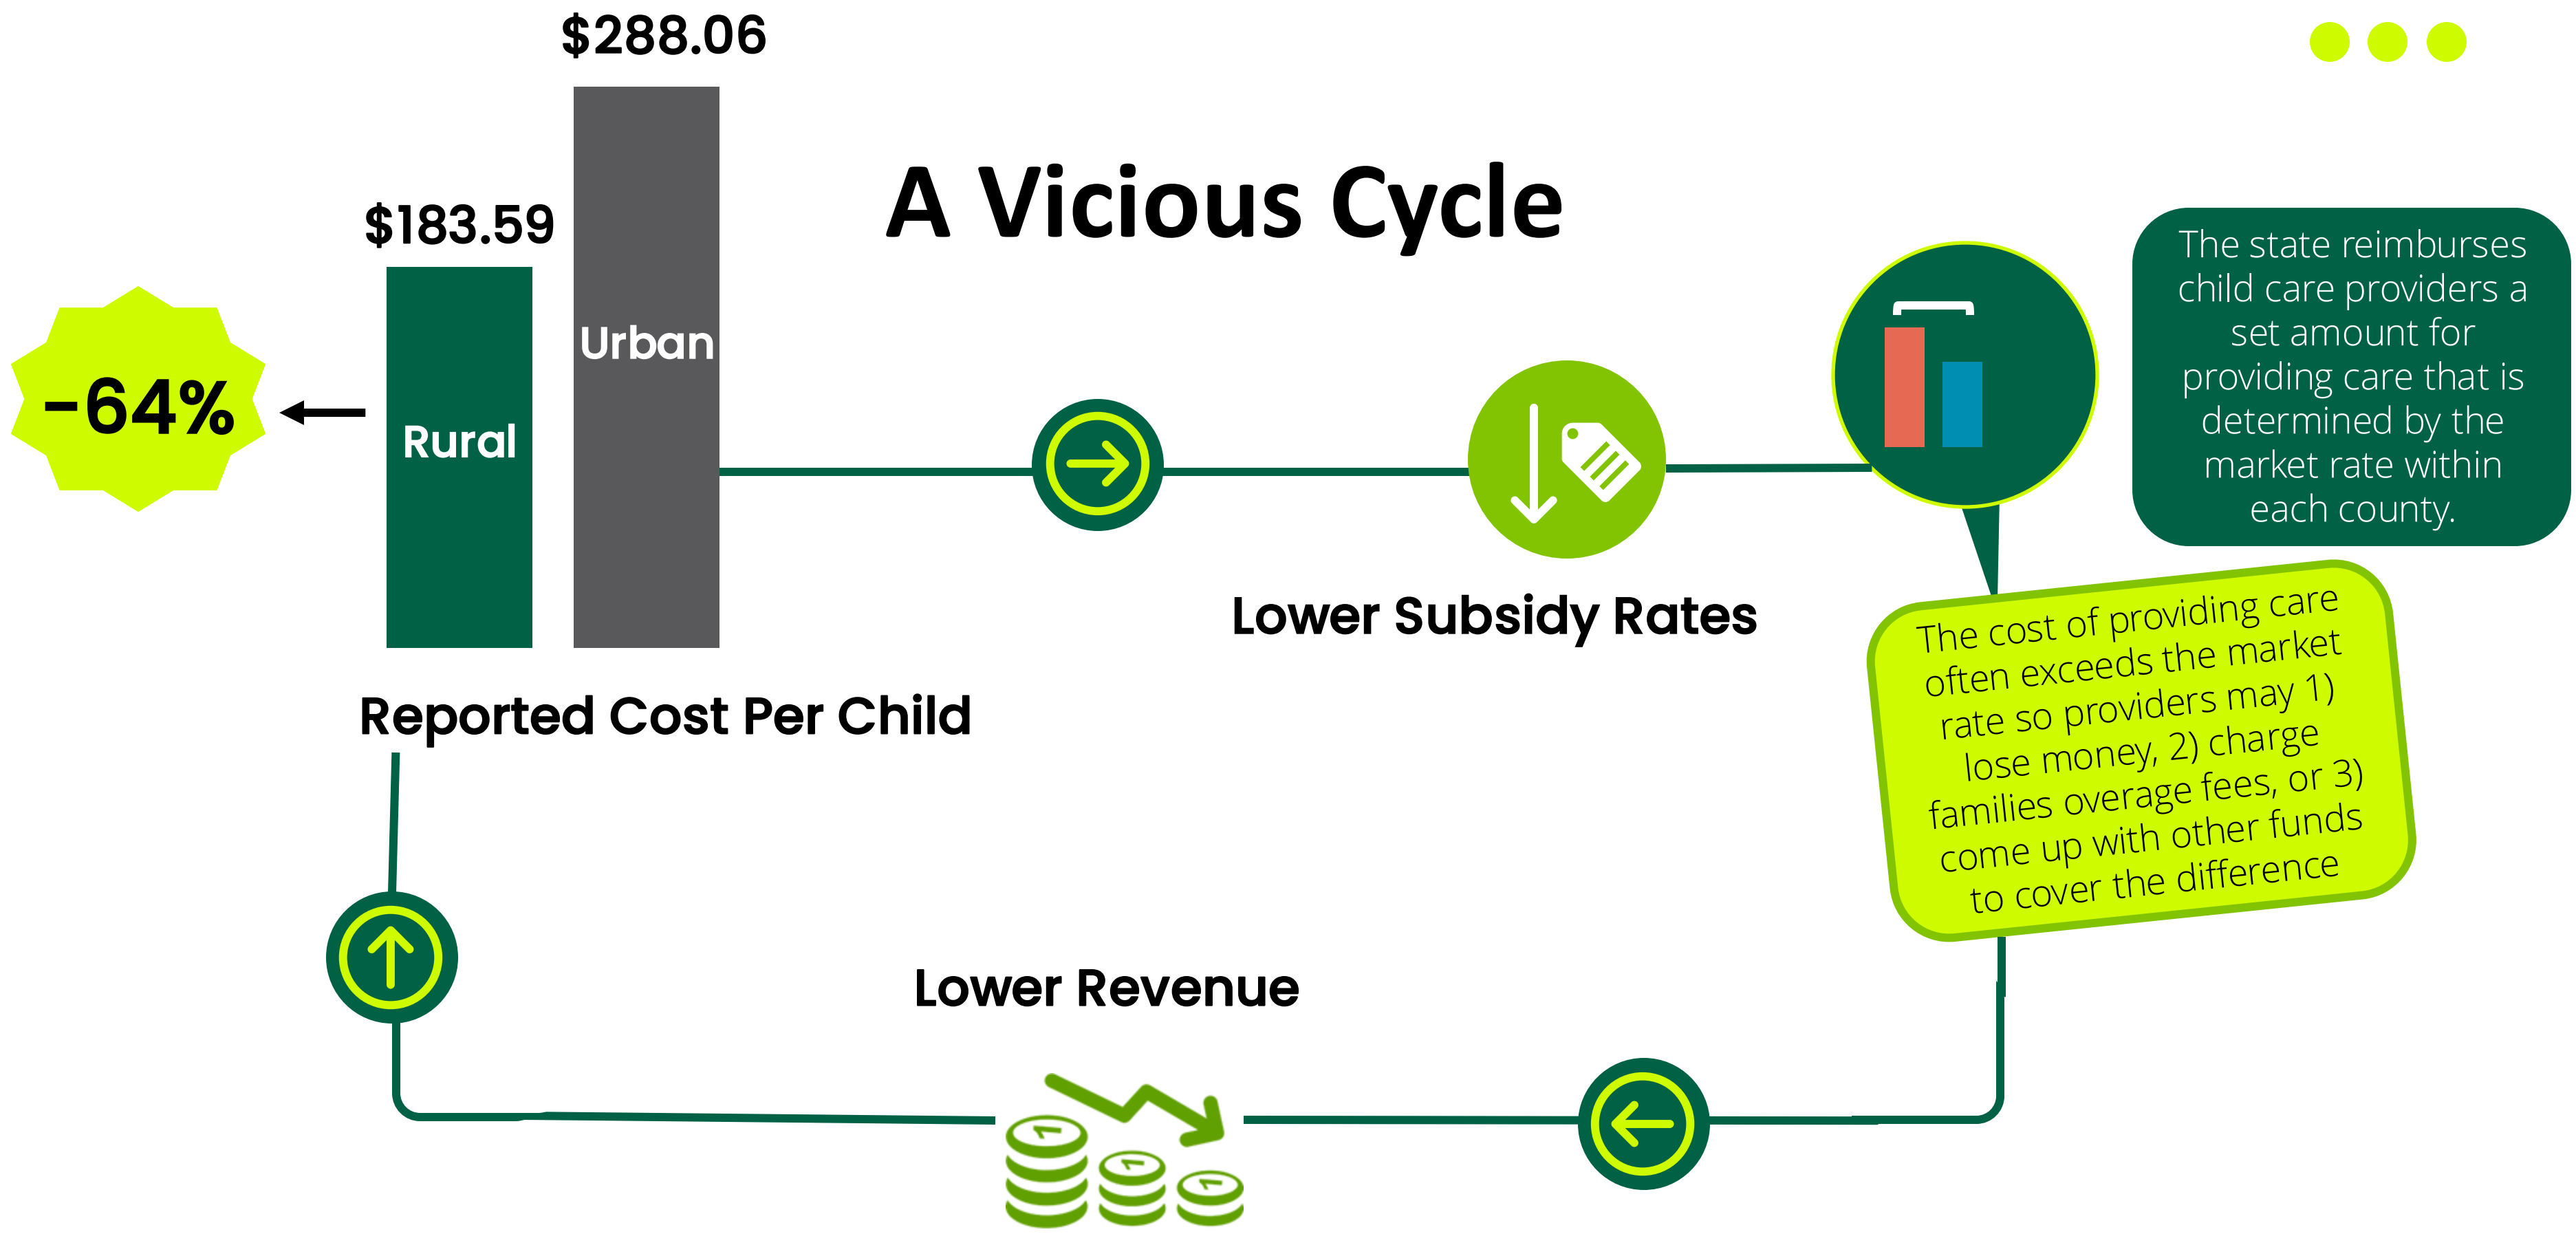 $288.06
$183.59
A Vicious Cycle
-64%
Rural
Urban
The state reimburses
child care providers a
set amount for
providing care that is
determined by the
market rate within
each county.
Lower Subsidy Rates
The cost of providing care
often exceeds the market
rate so providers may 1)
lose money, 2) charge
families overage fees, or 3)
come up with other funds
to cover the difference
Reported Cost Per Child
Lower Revenue
1
1
1